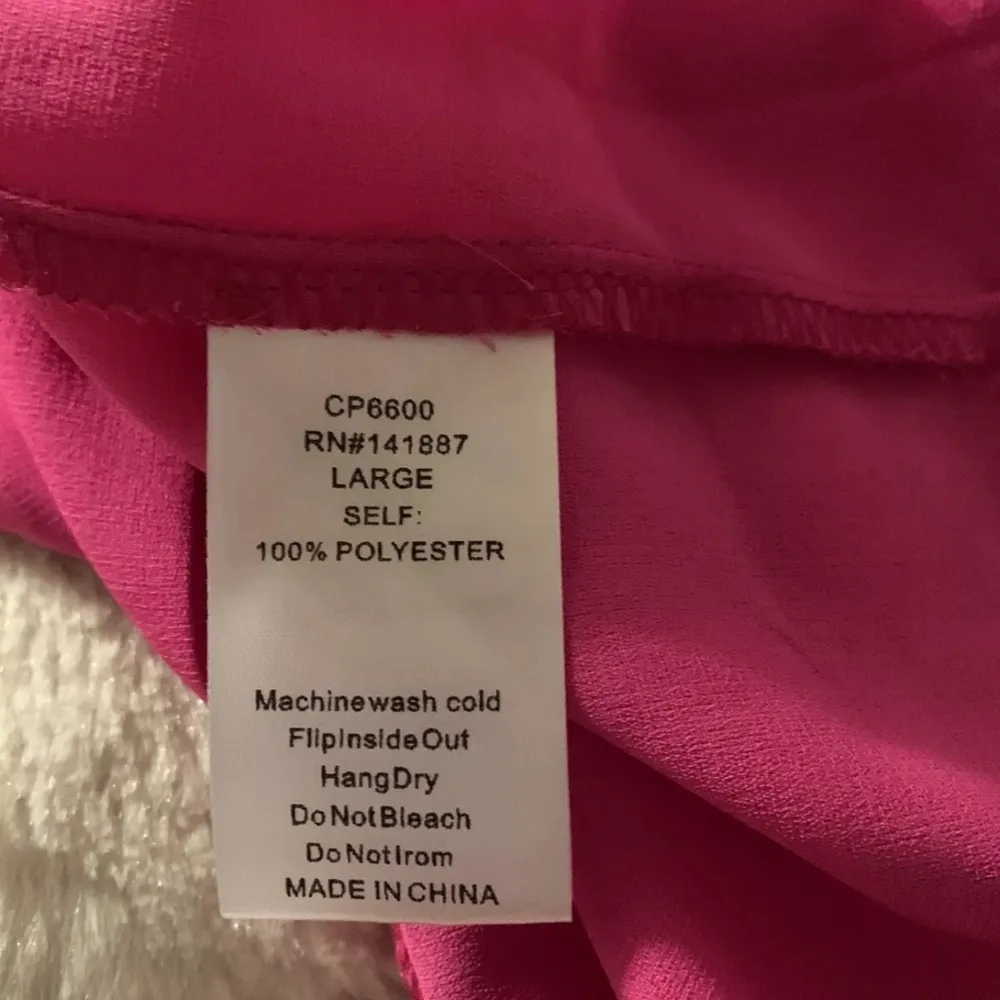 CP6600
RN#141887
LARGE
SELF:
100% POLYESTER
Machinewash cold
FlipInsideOut
HangDry
DoNotBleach
DoNotIrom
MADE IN CHINA